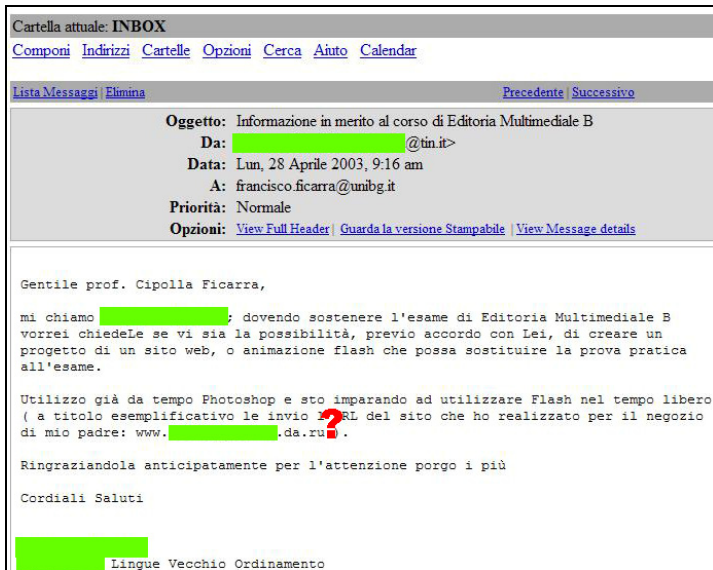 Cartella attuale: INBOX
Componi Indirizzi Cartelle Opzioni Cerca Aiuto Calendar
Lista Messaggi | Elimina Precedente | Successivo
Oggetto: Informazione in merito al corso di Editoria Multimediale B
Da: @tin.it>
Data: Lun, 28 Aprile 2003, 9:16 am
A: francisco.ficarra@unibg.it
Priorità: Normale
Opzioni: View Full Header | Guarda la versione Stampabile | View Message details
Gentile prof. Cipolla Ficarra,
mi chiamo ; dovendo sostenere l'esame di Editoria Multimediale B
vorrei chiedeLe se vi sia la possibilità, previo accordo con Lei, di creare un
progetto di un sito web, o animazione flash che possa sostituire la prova pratica
all'esame.
Utilizzo già da tempo Photoshop e sto imparando ad utilizzare Flash nel tempo libero
( a titolo esemplificativo le invio ? del sito che ho realizzato per il negozio
di mio padre: www. .da.ru ).
Ringraziandola anticipatamente per l'attenzione porgo i più
Cordiali Saluti
Lingue Vecchio Ordinamento